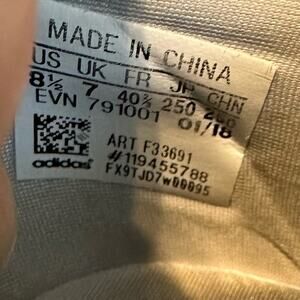 MADE IN CHINA
US UK FR JP CHN
8½ 7 40⅔ 250 250
EVN 791001 01/18
ART F33691
#119455788
FX9TJD7W00095
adidas